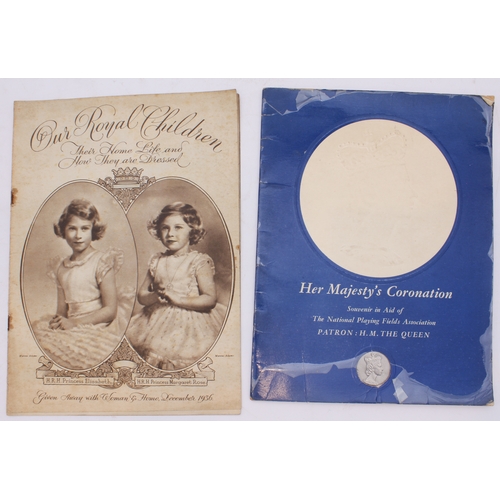 Our Royal Children
Their Home Life and
How They are Dressed
H.R.H. Princess Elizabeth.
H.R.H. Princess Margaret Rose
Given Away with Woman & Home, December 1936
Her Majesty's Coronation
Souvenir in Aid of
The National Playing Fields Association
PATRON: H.M. THE QUEEN